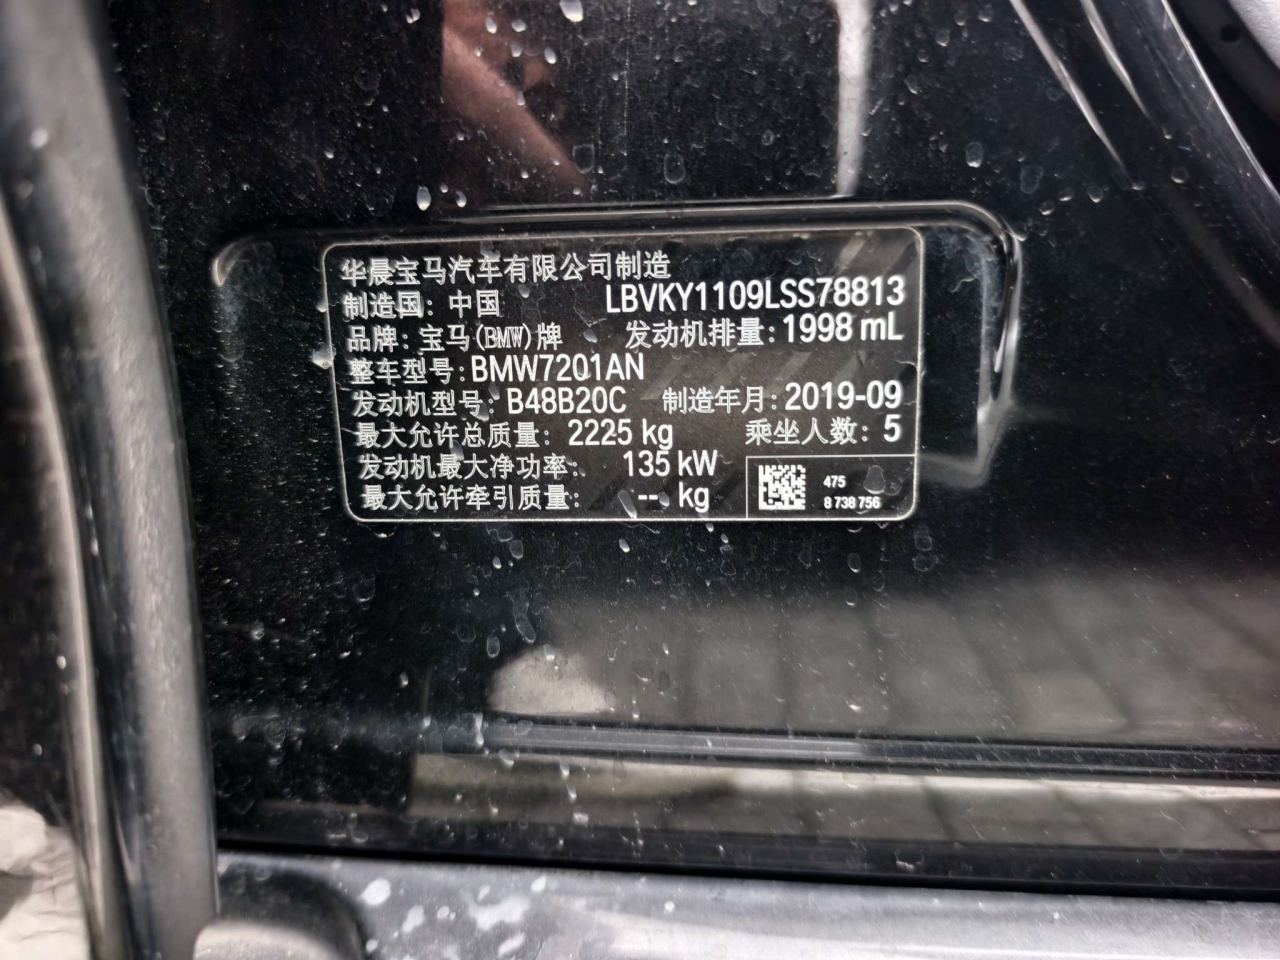 华晨宝马汽车有限公司制造
制造国: 中国 LBVKY1109LSS78813
品牌: 宝马(BMW)牌 发动机排量: 1998 mL
整车型号: BMW7201AN
发动机型号: B48B20C 制造年月: 2019-09
最大允许总质量: 2225 kg 乘坐人数: 5
发动机最大净功率: 135 kW
最大允许牵引质量: -- kg
475
8 738 756